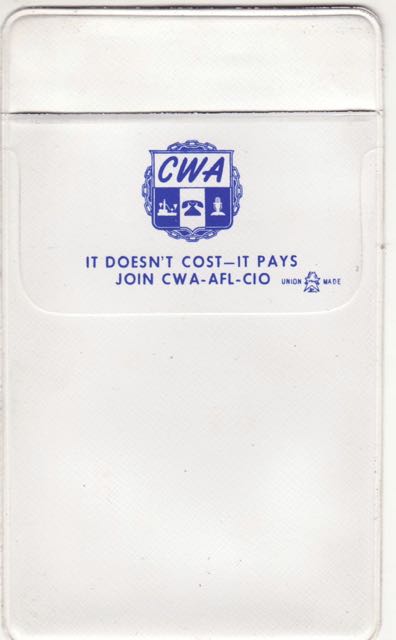 CWA
IT DOESN'T COST—IT PAYS
JOIN CWA-AFL-CIO
UNION MADE